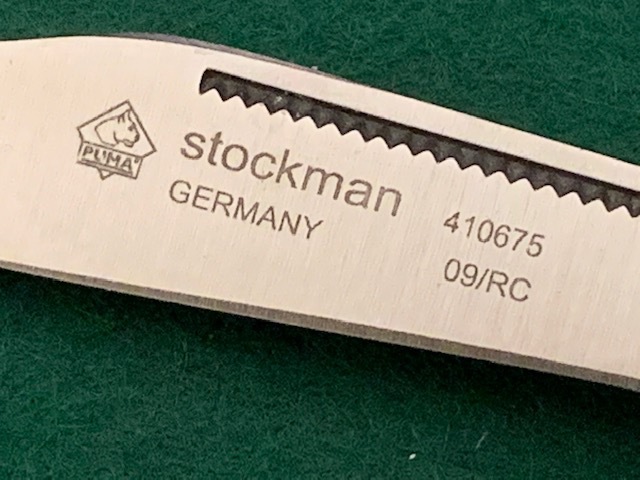 PUMA
stockman
GERMANY
410675
09/RC